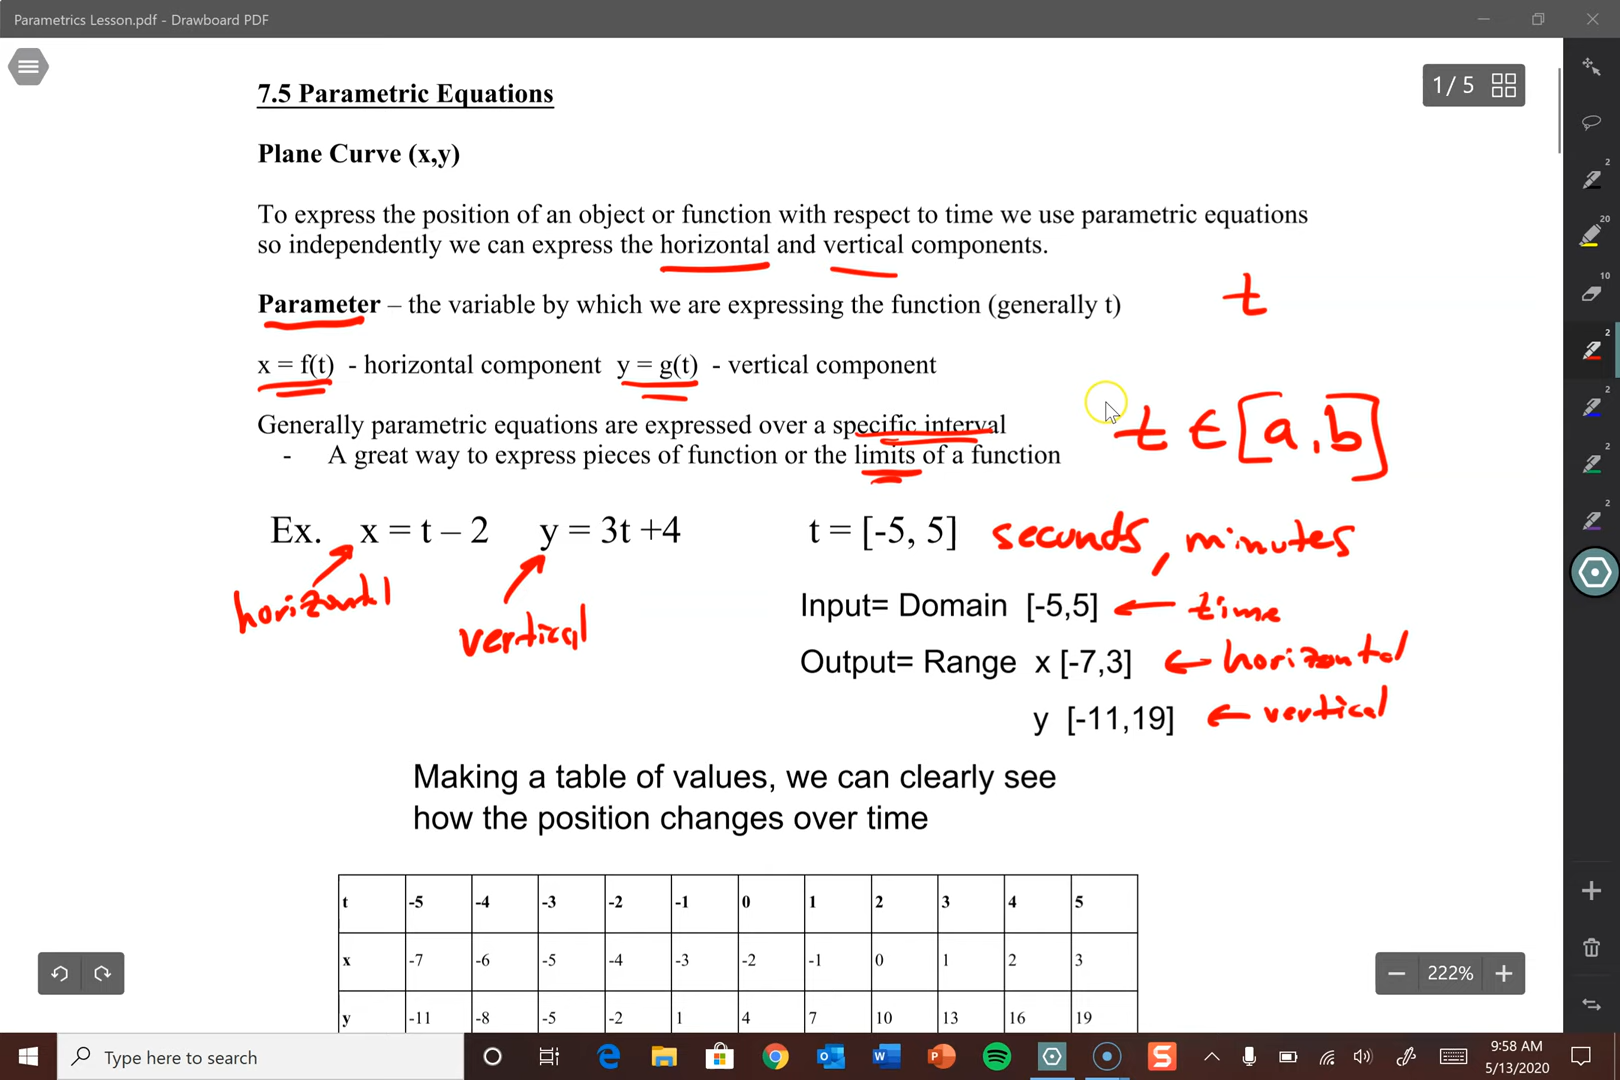 Parametrics Lesson.pdf - Drawboard PDF
1 / 5
7.5 Parametric Equations
Plane Curve (x,y)
To express the position of an object or function with respect to time we use parametric equations
so independently we can express the horizontal and vertical components.
t
Parameter – the variable by which we are expressing the function (generally t)
x = f(t) - horizontal component y = g(t) - vertical component
t ∈ [a,b]
Generally parametric equations are expressed over a specific interval
- A great way to express pieces of function or the limits of a function
Ex. x = t – 2 y = 3t +4 t = [-5, 5] seconds, minutes
horizontal
vertical
Input= Domain [-5,5] ← time
Output= Range x [-7,3] ← horizontal
y [-11,19] ← vertical
Making a table of values, we can clearly see
how the position changes over time
t -5 -4 -3 -2 -1 0 1 2 3 4 5
x -7 -6 -5 -4 -3 -2 -1 0 1 2 3
y -11 -8 -5 -2 1 4 7 10 13 16 19
2
20
10
2
2
2
2
222%
Type here to search
9:58 AM
5/13/2020